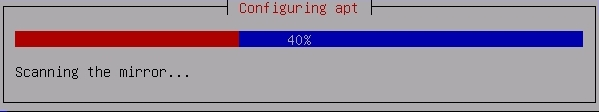 Configuring apt
40%
Scanning the mirror...